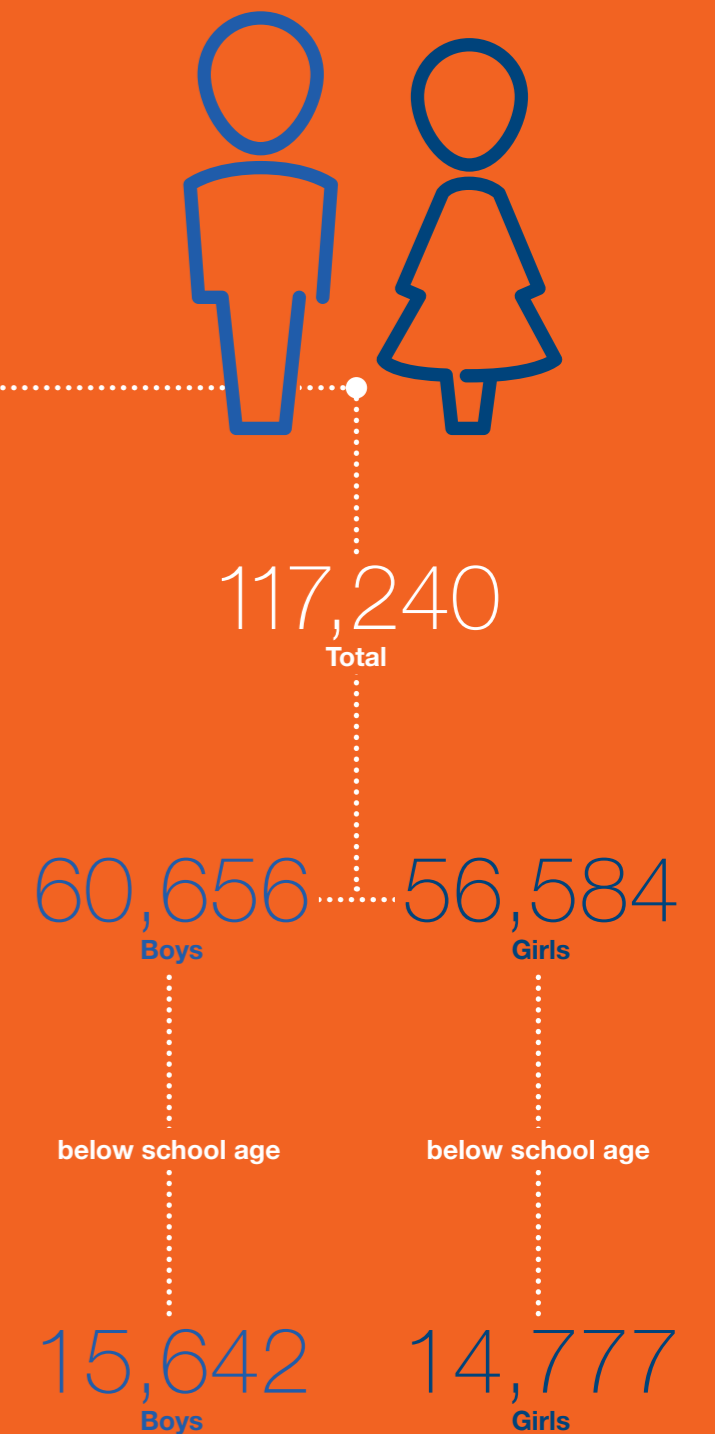 117,240
Total
60,656 56,584
Boys Girls
below school age below school age
15,642 14,777
Boys Girls